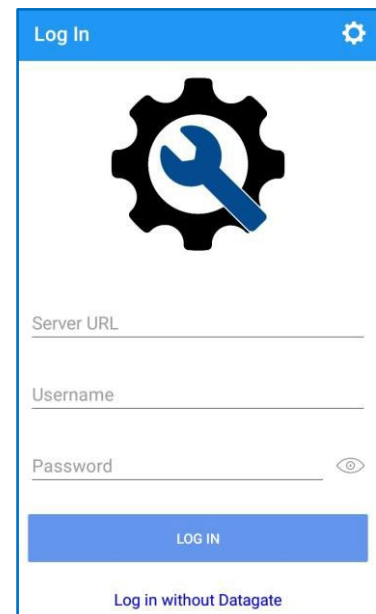 Log In
Server URL
Username
Password
LOG IN
Log in without Datagate